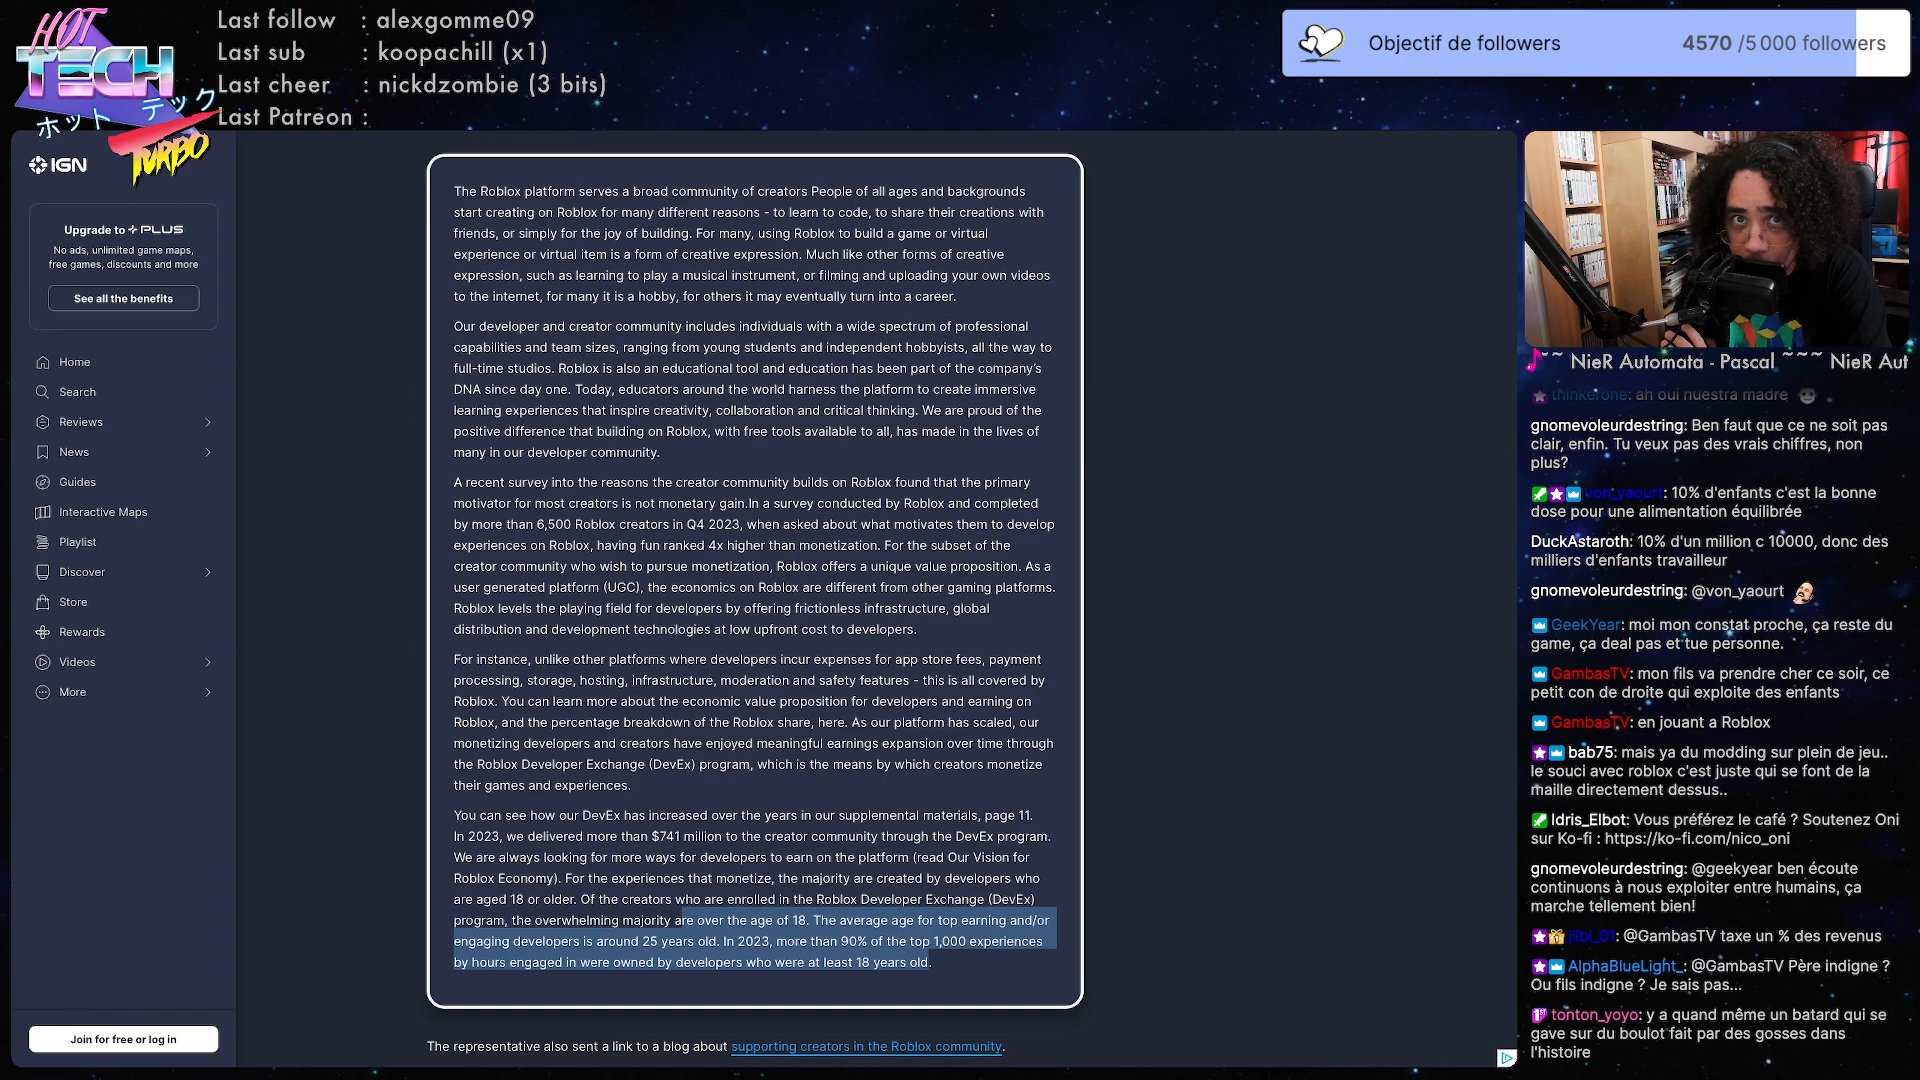 HOT
TECH
ホット テック
TURBO
Last follow : alexgomme09
Last sub : koopachill (x1)
Last cheer : nickdzombie (3 bits)
Last Patreon :
Objectif de followers
4570 /5 000 followers
IGN
Upgrade to PLUS
No ads, unlimited game maps,
free games, discounts and more
See all the benefits
Home
Search
Reviews
News
Guides
Interactive Maps
Playlist
Discover
Store
Rewards
Videos
More
Join for free or log in
The Roblox platform serves a broad community of creators People of all ages and backgrounds
start creating on Roblox for many different reasons - to learn to code, to share their creations with
friends, or simply for the joy of building. For many, using Roblox to build a game or virtual
experience or virtual item is a form of creative expression. Much like other forms of creative
expression, such as learning to play a musical instrument, or filming and uploading your own videos
to the internet, for many it is a hobby, for others it may eventually turn into a career.
Our developer and creator community includes individuals with a wide spectrum of professional
capabilities and team sizes, ranging from young students and independent hobbyists, all the way to
full-time studios. Roblox is also an educational tool and education has been part of the company's
DNA since day one. Today, educators around the world harness the platform to create immersive
learning experiences that inspire creativity, collaboration and critical thinking. We are proud of the
positive difference that building on Roblox, with free tools available to all, has made in the lives of
many in our developer community.
A recent survey into the reasons the creator community builds on Roblox found that the primary
motivator for most creators is not monetary gain.In a survey conducted by Roblox and completed
by more than 6,500 Roblox creators in Q4 2023, when asked about what motivates them to develop
experiences on Roblox, having fun ranked 4x higher than monetization. For the subset of the
creator community who wish to pursue monetization, Roblox offers a unique value proposition. As a
user generated platform (UGC), the economics on Roblox are different from other gaming platforms.
Roblox levels the playing field for developers by offering frictionless infrastructure, global
distribution and development technologies at low upfront cost to developers.
For instance, unlike other platforms where developers incur expenses for app store fees, payment
processing, storage, hosting, infrastructure, moderation and safety features - this is all covered by
Roblox. You can learn more about the economic value proposition for developers and earning on
Roblox, and the percentage breakdown of the Roblox share, here. As our platform has scaled, our
monetizing developers and creators have enjoyed meaningful earnings expansion over time through
the Roblox Developer Exchange (DevEx) program, which is the means by which creators monetize
their games and experiences.
You can see how our DevEx has increased over the years in our supplemental materials, page 11.
In 2023, we delivered more than $741 million to the creator community through the DevEx program.
We are always looking for more ways for developers to earn on the platform (read Our Vision for
Roblox Economy). For the experiences that monetize, the majority are created by developers who
are aged 18 or older. Of the creators who are enrolled in the Roblox Developer Exchange (DevEx)
program, the overwhelming majority are over the age of 18. The average age for top earning and/or
engaging developers is around 25 years old. In 2023, more than 90% of the top 1,000 experiences
by hours engaged in were owned by developers who were at least 18 years old.
The representative also sent a link to a blog about supporting creators in the Roblox community.
~~ NieR Automata - Pascal ~~~ NieR Aut
thinkerone: ah oui nuestra madre
gnomevoleurdestring: Ben faut que ce ne soit pas
clair, enfin. Tu veux pas des vrais chiffres, non
plus?
von_yaourt: 10% d'enfants c'est la bonne
dose pour une alimentation équilibrée
DuckAstaroth: 10% d'un million c 10000, donc des
milliers d'enfants travailleur
gnomevoleurdestring: @von_yaourt
GeekYear: moi mon constat proche, ça reste du
game, ça deal pas et tue personne.
GambasTV: mon fils va prendre cher ce soir, ce
petit con de droite qui exploite des enfants
GambasTV: en jouant a Roblox
bab75: mais ya du modding sur plein de jeu..
le souci avec roblox c'est juste qui se font de la
maille directement dessus..
Idris_Elbot: Vous préférez le café ? Soutenez Oni
sur Ko-fi : https://ko-fi.com/nico_oni
gnomevoleurdestring: @geekyear ben écoute
continuons à nous exploiter entre humains, ça
marche tellement bien!
jibi_01: @GambasTV taxe un % des revenus
AlphaBlueLight_: @GambasTV Père indigne ?
Ou fils indigne ? Je sais pas...
tonton_yoyo: y a quand même un batard qui se
gave sur du boulot fait par des gosses dans
l'histoire